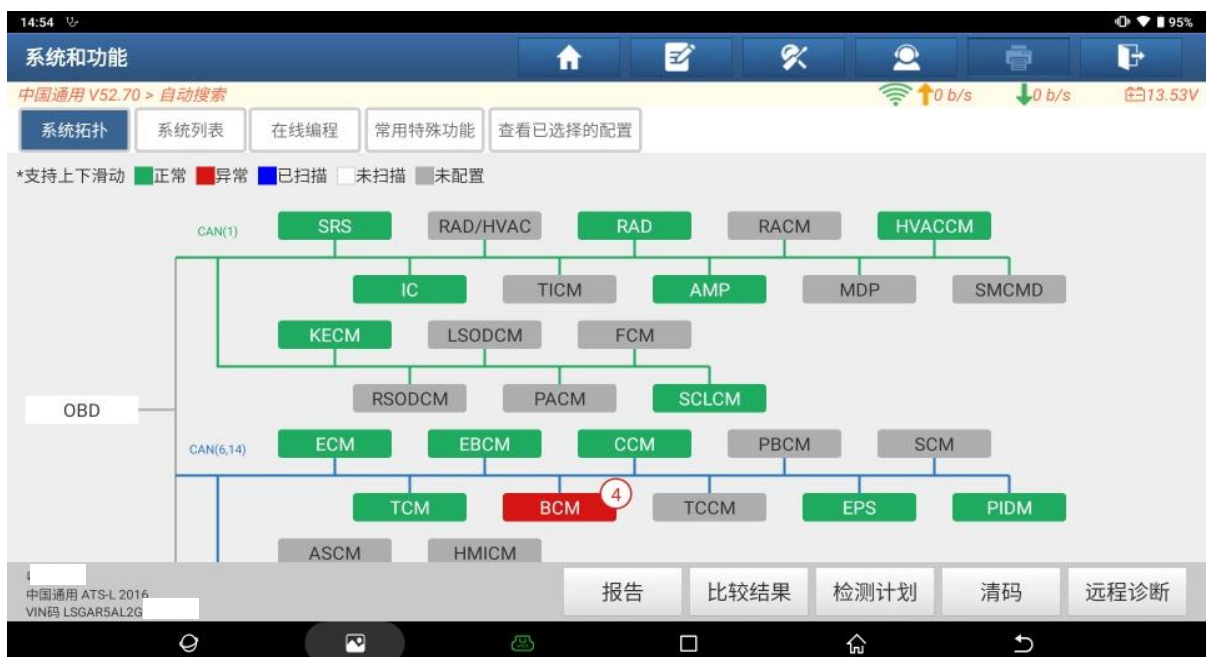 14:54 95%
系统和功能
中国通用 V52.70 > 自动搜索 0 b/s 0 b/s 13.53V
系统拓扑 系统列表 在线编程 常用特殊功能 查看已选择的配置
*支持上下滑动 正常 异常 已扫描 未扫描 未配置
CAN(1) SRS RAD/HVAC RAD RACM HVACCM
IC TICM AMP MDP SMCMD
KECM LSODCM FCM
RSODCM PACM SCLCM
OBD
CAN(6,14) ECM EBCM CCM PBCM SCM
TCM BCM 4 TCCM EPS PIDM
ASCM HMICM
中国通用 ATS-L 2016
VIN码 LSGAR5AL2G
报告 比较结果 检测计划 清码 远程诊断